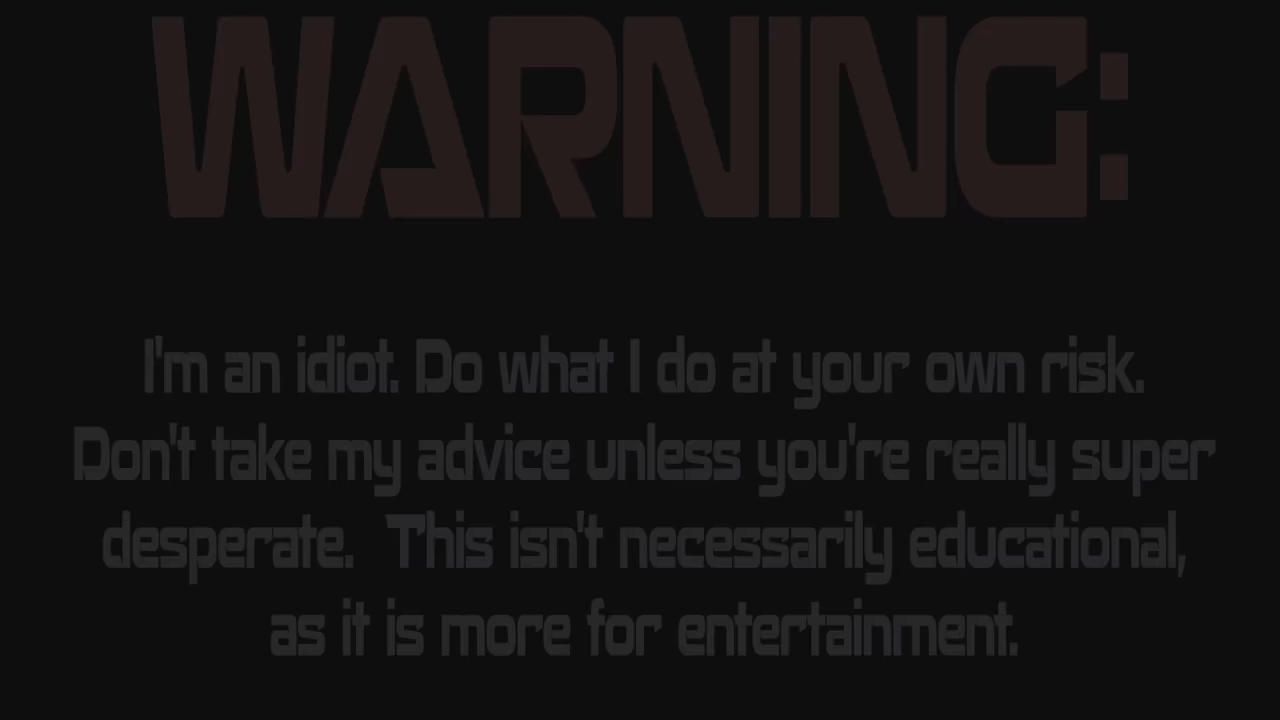 WARNING:
I'm an idiot. Do what I do at your own risk.
Don't take my advice unless you're really super
desperate.  This isn't necessarily educational,
as it is more for entertainment.